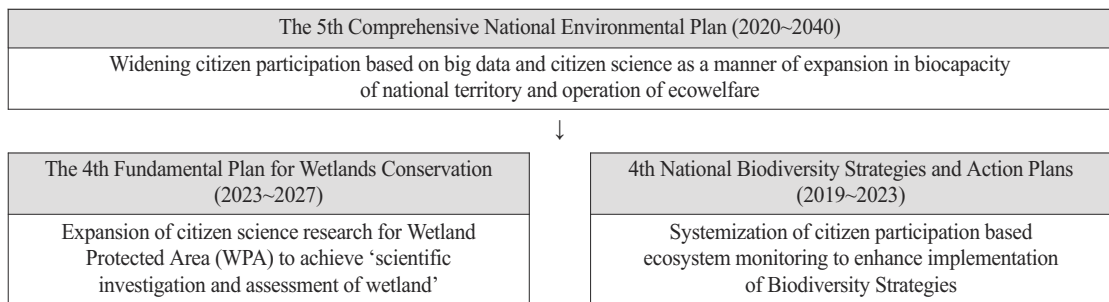 The 5th Comprehensive National Environmental Plan (2020~2040)
Widening citizen participation based on big data and citizen science as a manner of expansion in biocapacity
of national territory and operation of ecowelfare
↓
The 4th Fundamental Plan for Wetlands Conservation
(2023~2027)
Expansion of citizen science research for Wetland
Protected Area (WPA) to achieve ‘scientific
investigation and assessment of wetland’
4th National Biodiversity Strategies and Action Plans
(2019~2023)
Systemization of citizen participation based
ecosystem monitoring to enhance implementation
of Biodiversity Strategies